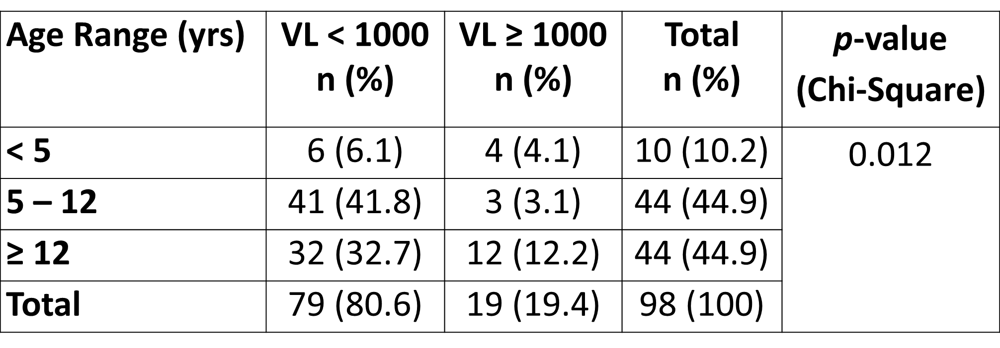 Age Range (yrs) VL < 1000 n (%) VL ≥ 1000 n (%) Total n (%) p-value (Chi-Square)
< 5 6 (6.1) 4 (4.1) 10 (10.2) 0.012
5 – 12 41 (41.8) 3 (3.1) 44 (44.9)
≥ 12 32 (32.7) 12 (12.2) 44 (44.9)
Total 79 (80.6) 19 (19.4) 98 (100)